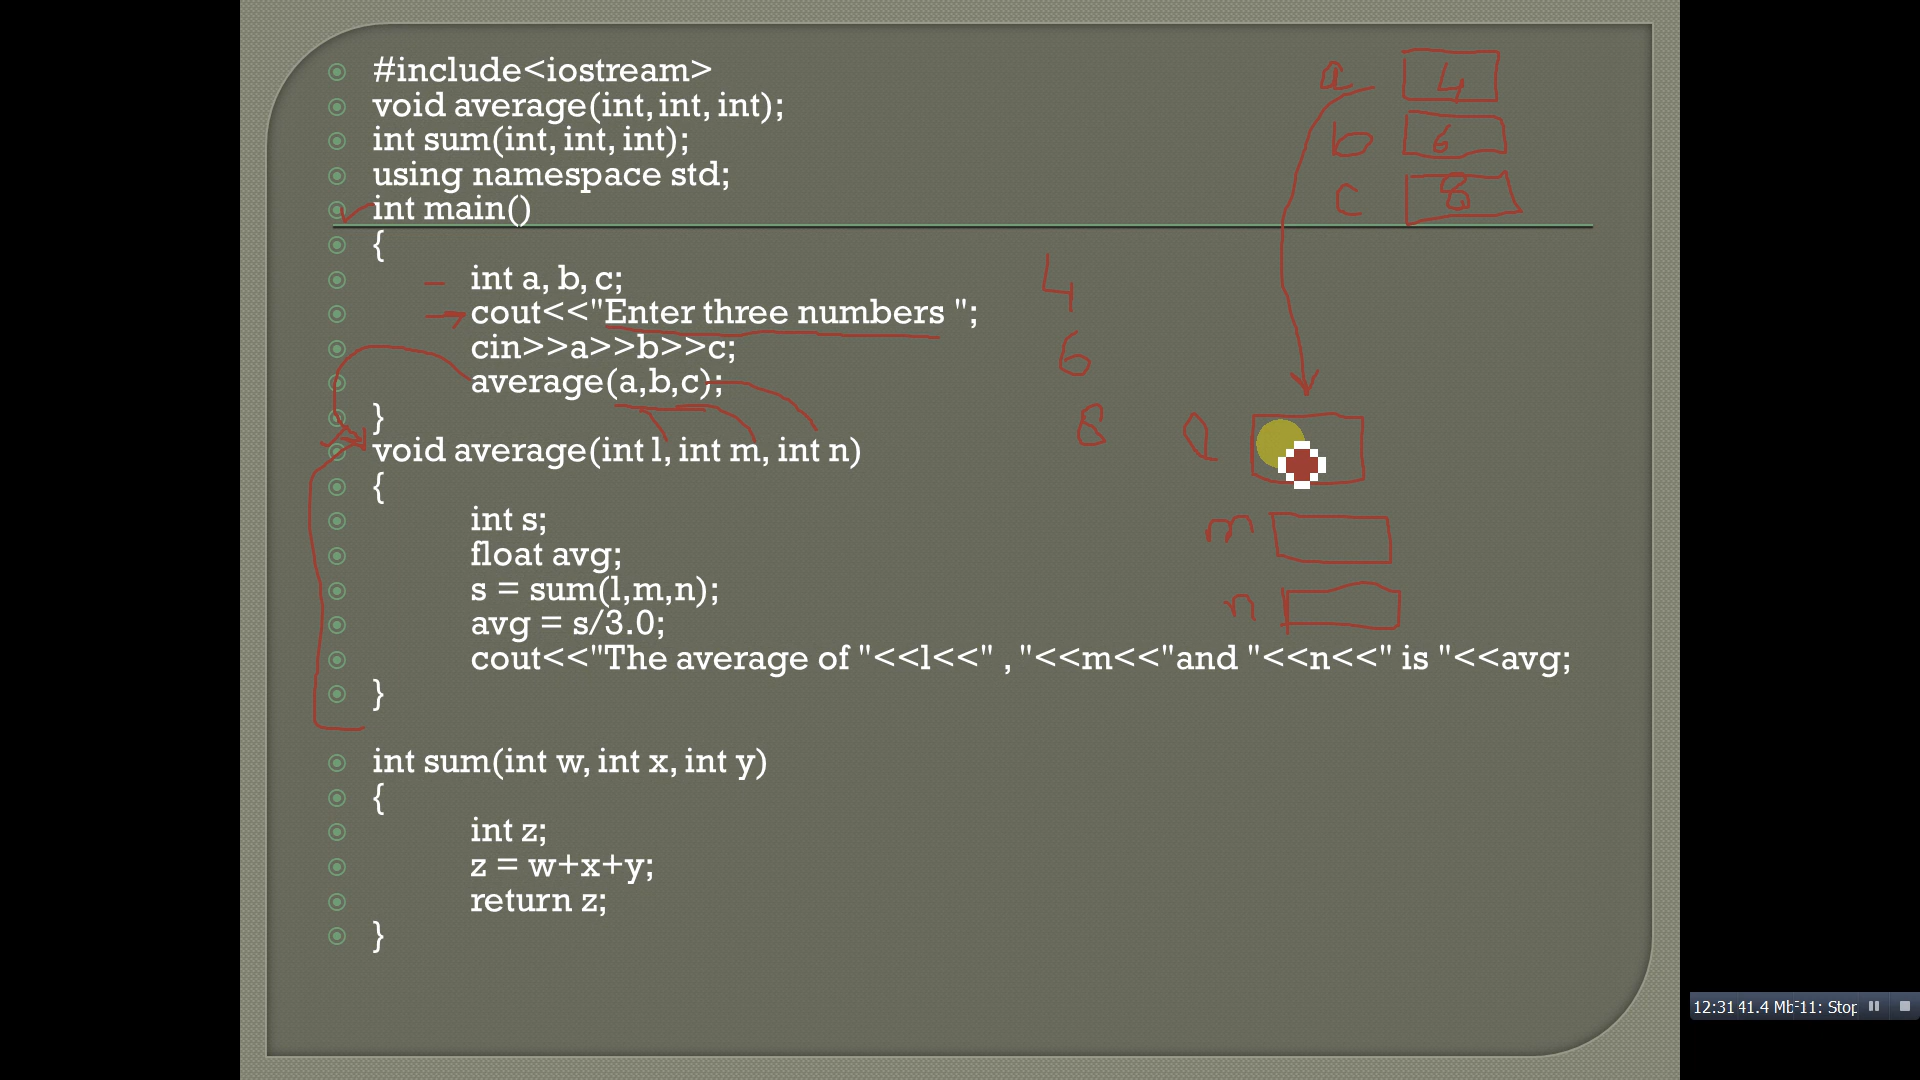 #include<iostream>
void average(int, int, int);
int sum(int, int, int);
using namespace std;
int main()
{
int a, b, c;
cout<<"Enter three numbers ";
cin>>a>>b>>c;
average(a,b,c);
}
void average(int l, int m, int n)
{
int s;
float avg;
s = sum(l,m,n);
avg = s/3.0;
cout<<"The average of "<<l<<" , "<<m<<"and "<<n<<" is "<<avg;
}
int sum(int w, int x, int y)
{
int z;
z = w+x+y;
return z;
}
a 4
b 6
c 8
4
6
8
l
m
n
12:31 41.4 Mb
11: Stop